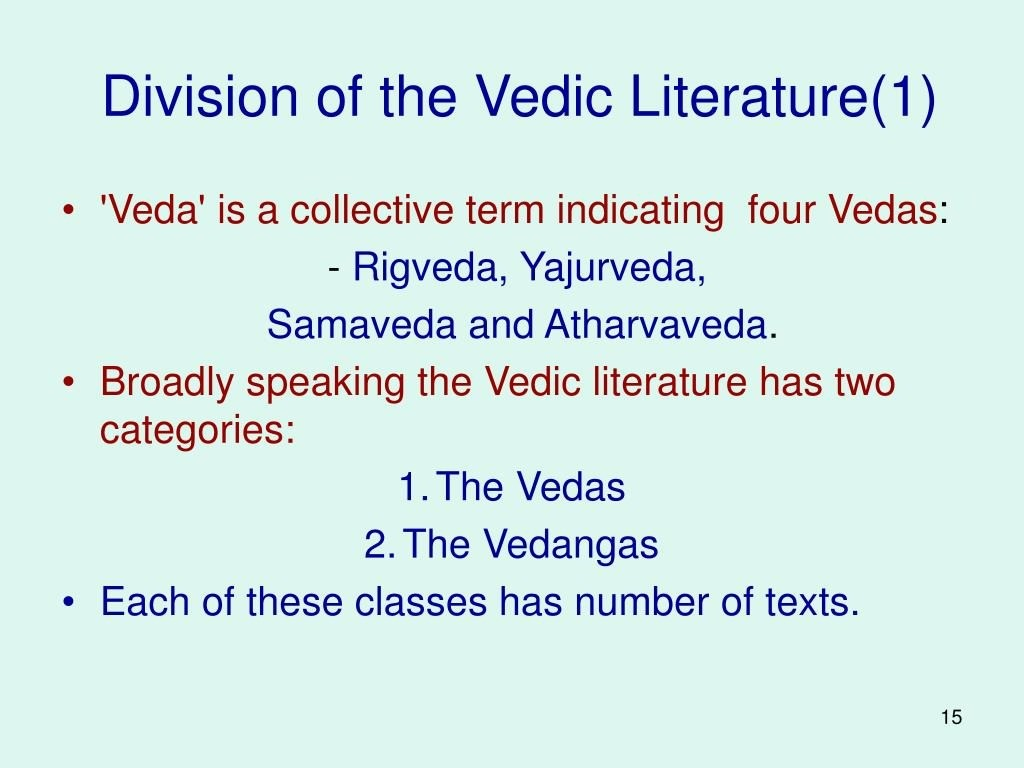 Division of the Vedic Literature(1)
• 'Veda' is a collective term indicating  four Vedas:
- Rigveda, Yajurveda,
Samaveda and Atharvaveda.
• Broadly speaking the Vedic literature has two
categories:
1. The Vedas
2. The Vedangas
• Each of these classes has number of texts.
15